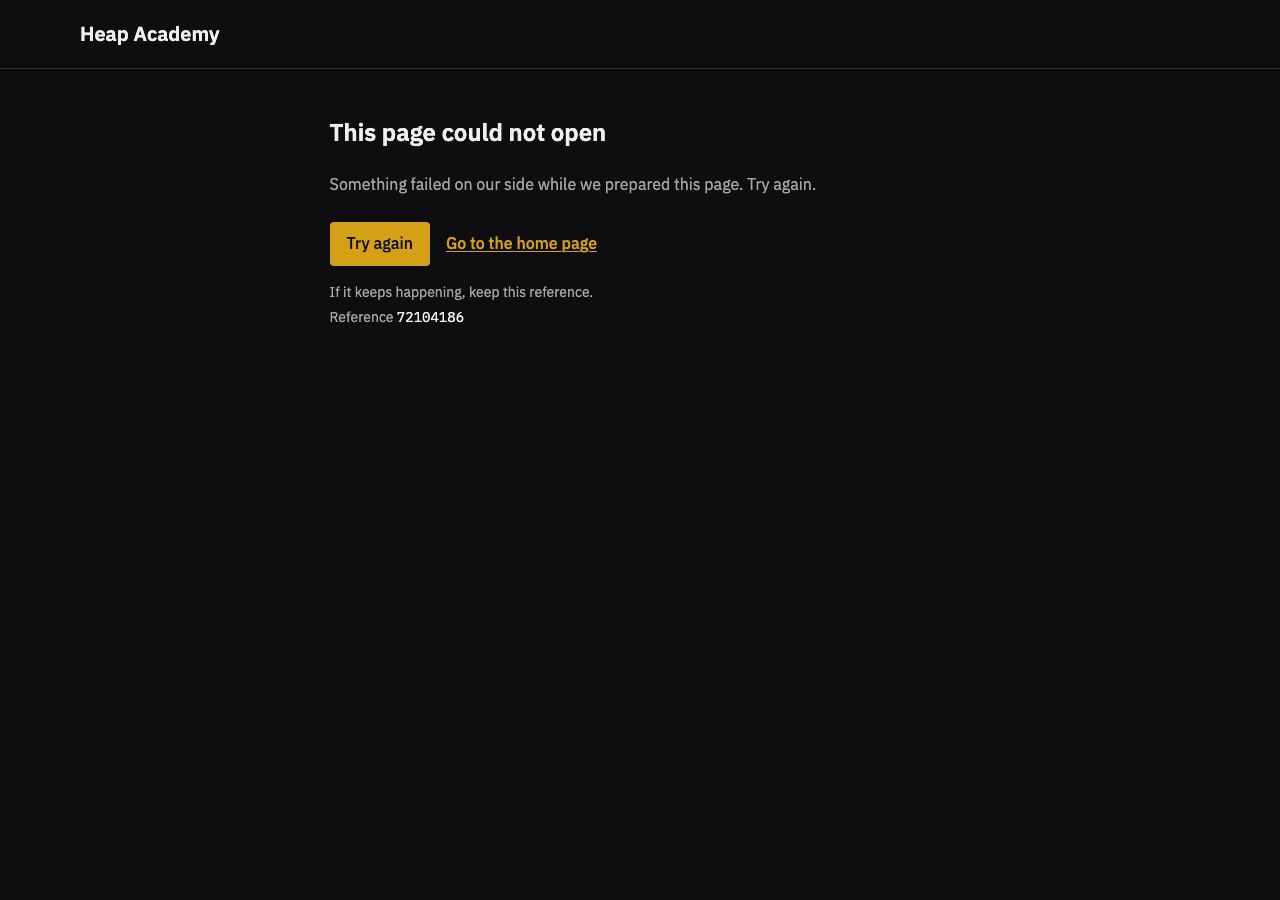 Heap Academy
This page could not open
Something failed on our side while we prepared this page. Try again.
Try again
Go to the home page
If it keeps happening, keep this reference.
Reference 72104186